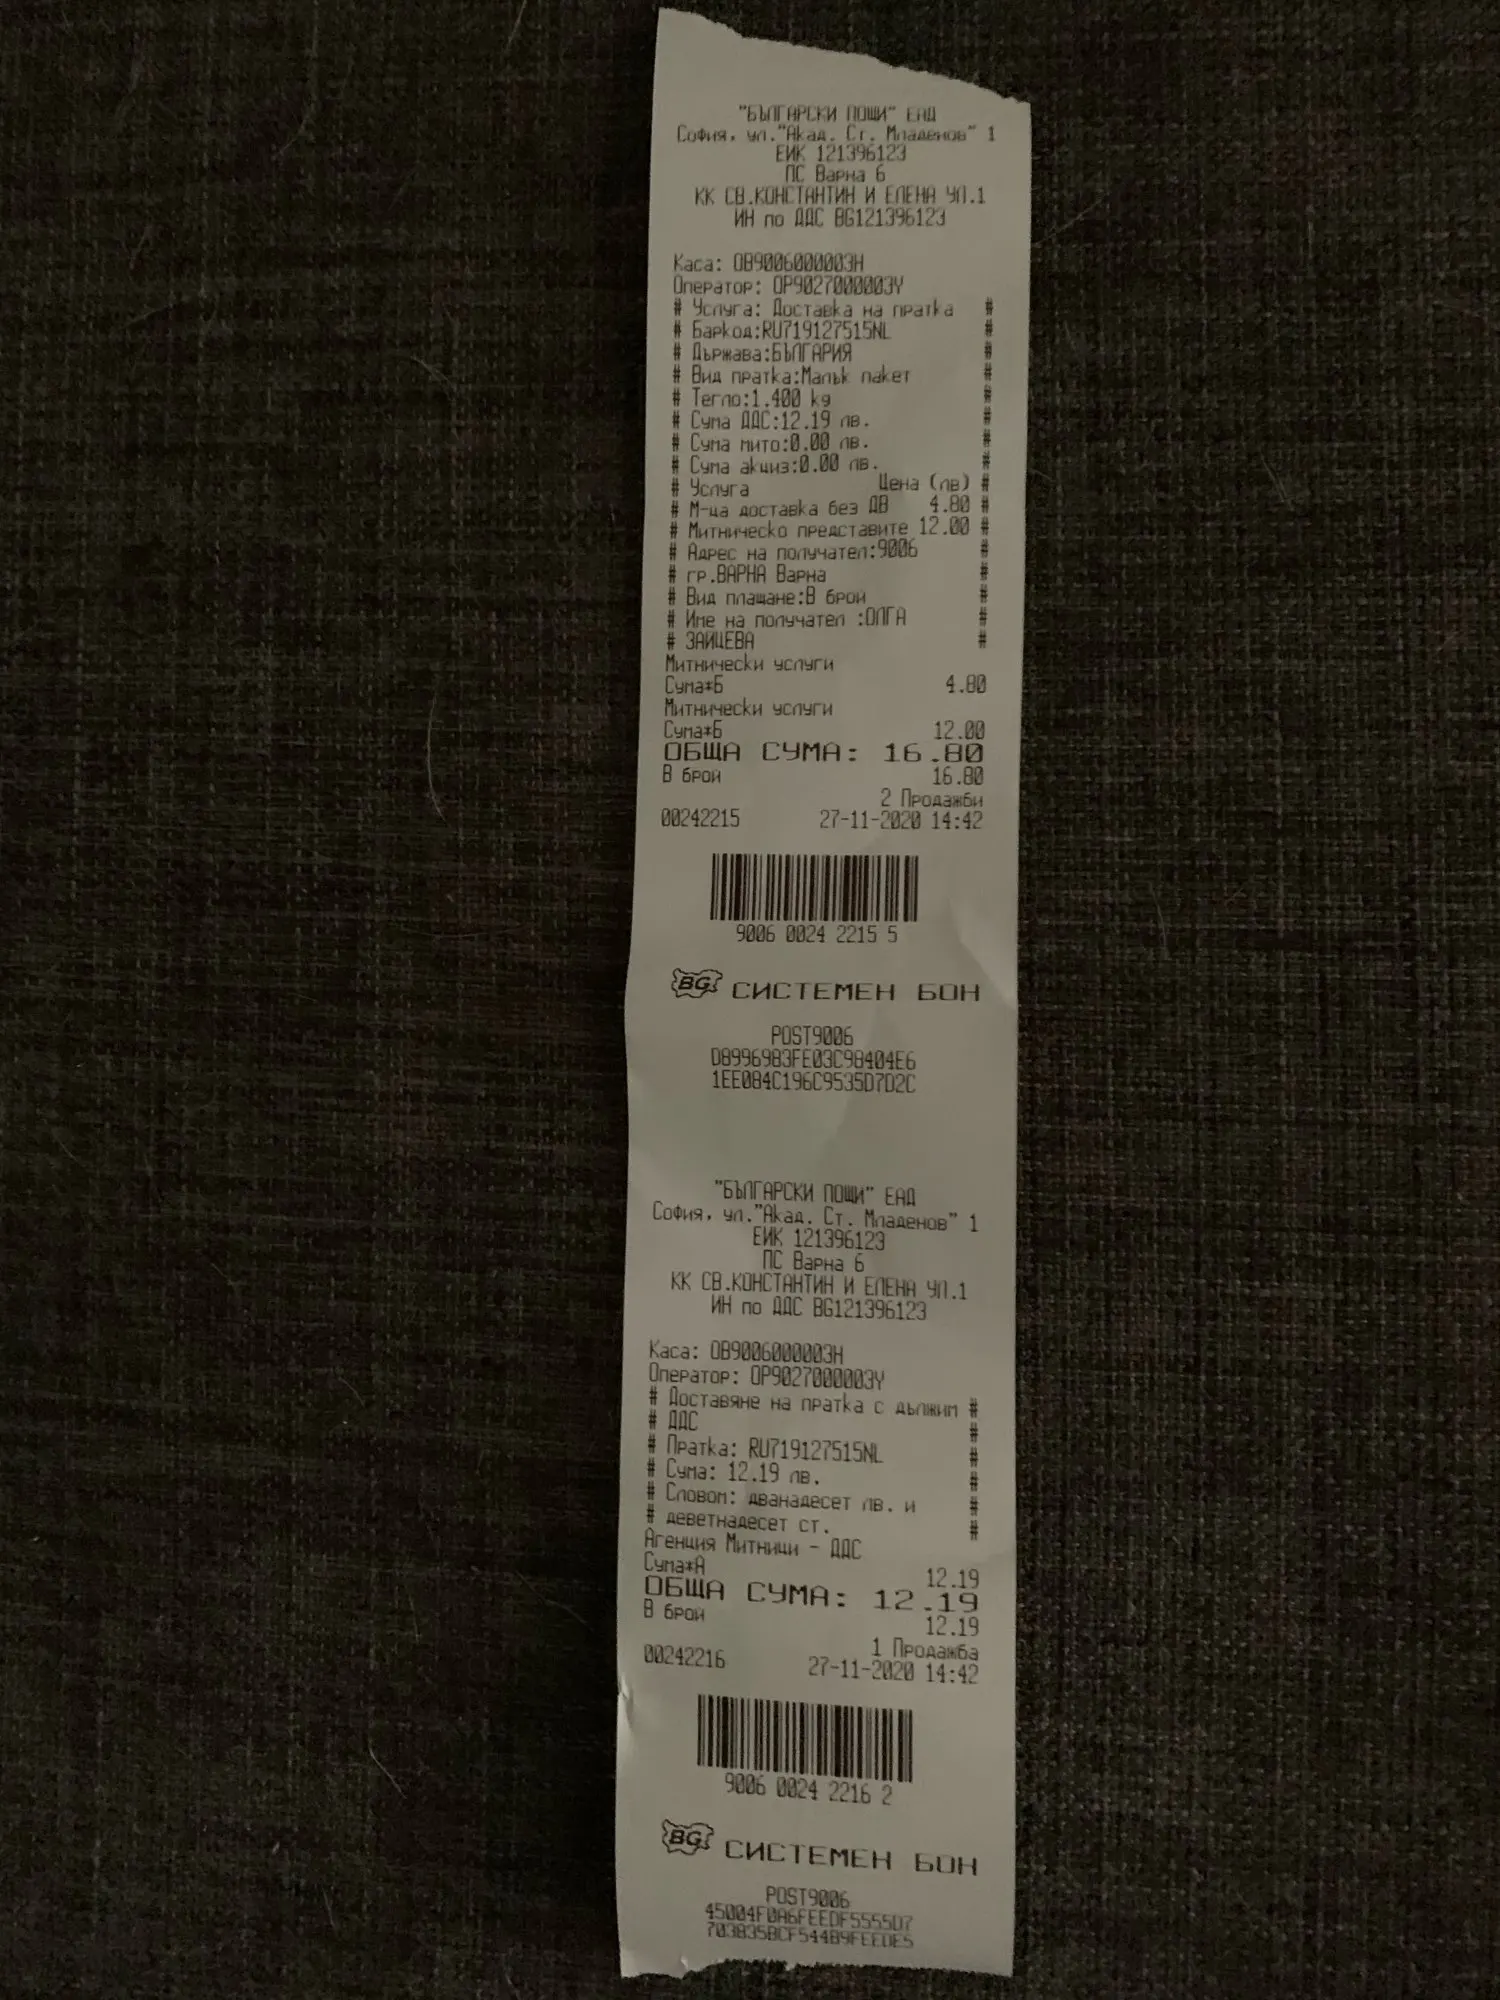 "БЪЛГАРСКИ ПОЩИ" ЕАД
София, ул."Акад. Ст. Младенов" 1
ЕИК 121396123
ПС Варна 6
КК СВ.КОНСТАНТИН И ЕЛЕНА УЛ.1
ИН по ДДС BG121396123
Каса: OB9006000003H
Оператор: OP9027000003Y
# Услуга: Доставка на пратка #
# Баркод:RU719127515NL #
# Държава:БЪЛГАРИЯ #
# Вид пратка:Малък пакет #
# Тегло:1.400 kg #
# Сума ДДС:12.19 лв. #
# Сума мито:0.00 лв. #
# Сума акциз:0.00 лв. #
# Услуга Цена (лв) #
# М-ца доставка без ДВ 4.80 #
# Митническо представите 12.00 #
# Адрес на получател:9006 #
# гр.ВАРНА Варна #
# Вид плащане:В брой #
# Име на получател :ОЛГА #
# ЗАЙЦЕВА #
Митнически услуги
Сума*Б 4.80
Митнически услуги
Сума*Б 12.00
ОБЩА СУМА: 16.80
В брой 16.80
2 Продажби
00242215 27-11-2020 14:42
9006 0024 2215 5
BG СИСТЕМЕН БОН
POST9006
D8996983FE03C98404E6
1EE084C196C9535D7D2C
"БЪЛГАРСКИ ПОЩИ" ЕАД
София, ул."Акад. Ст. Младенов" 1
ЕИК 121396123
ПС Варна 6
КК СВ.КОНСТАНТИН И ЕЛЕНА УЛ.1
ИН по ДДС BG121396123
Каса: OB9006000003H
Оператор: OP9027000003Y
# Доставяне на пратка с дължим #
# ДДС #
# Пратка: RU719127515NL #
# Сума: 12.19 лв. #
# Словом: дванадесет лв. и #
# деветнадесет ст. #
Агенция Митници - ДДС
Сума*А 12.19
ОБЩА СУМА: 12.19
В брой 12.19
1 Продажба
00242216 27-11-2020 14:42
9006 0024 2216 2
BG СИСТЕМЕН БОН
POST9006
45004F0A6FEEDF5555D7
703B35BCF544B9FEEDE5